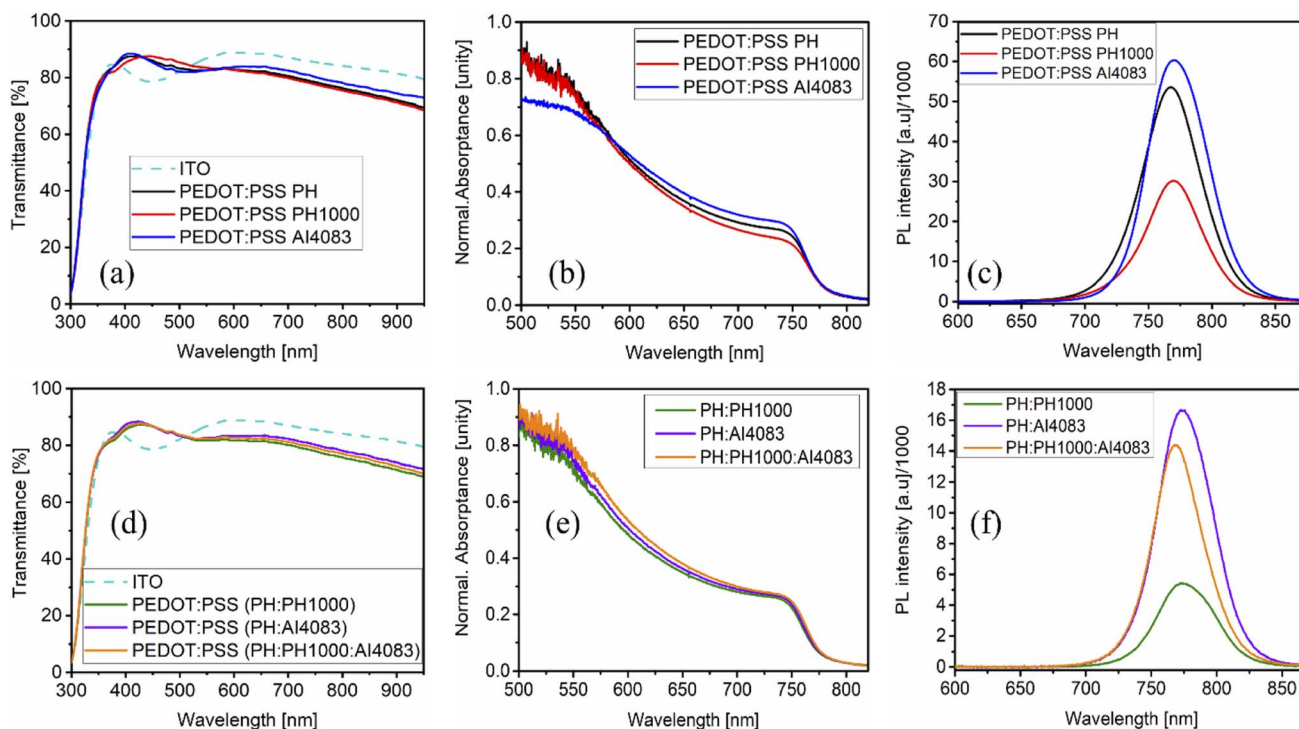 100
80
60
40
20
0
Transmittance [%]
ITO
PEDOT:PSS PH
PEDOT:PSS PH1000
PEDOT:PSS AI4083
(a)
300 400 500 600 700 800 900
Wavelength [nm]
1.0
0.8
0.6
0.4
0.2
0.0
Normal.Absorptance [unity]
PEDOT:PSS PH
PEDOT:PSS PH1000
PEDOT:PSS AI4083
(b)
500 550 600 650 700 750 800
Wavelength [nm]
70
60
50
40
30
20
10
0
PL intensity [a.u]/1000
PEDOT:PSS PH
PEDOT:PSS PH1000
PEDOT:PSS AI4083
(c)
600 650 700 750 800 850
Wavelength [nm]
100
80
60
40
20
0
Transmittance [%]
(d)
ITO
PEDOT:PSS (PH:PH1000)
PEDOT:PSS (PH:AI4083)
PEDOT:PSS (PH:PH1000:AI4083)
300 400 500 600 700 800 900
Wavelength [nm]
1.0
0.8
0.6
0.4
0.2
0.0
Normal. Absorptance [unity]
PH:PH1000
PH:AI4083
PH:PH1000:AI4083
(e)
500 550 600 650 700 750 800
Wavelength [nm]
18
16
14
12
10
8
6
4
2
0
PL intensity [a.u]/1000
PH:PH1000
PH:AI4083
PH:PH1000:AI4083
(f)
600 650 700 750 800 850
Wavelength [nm]